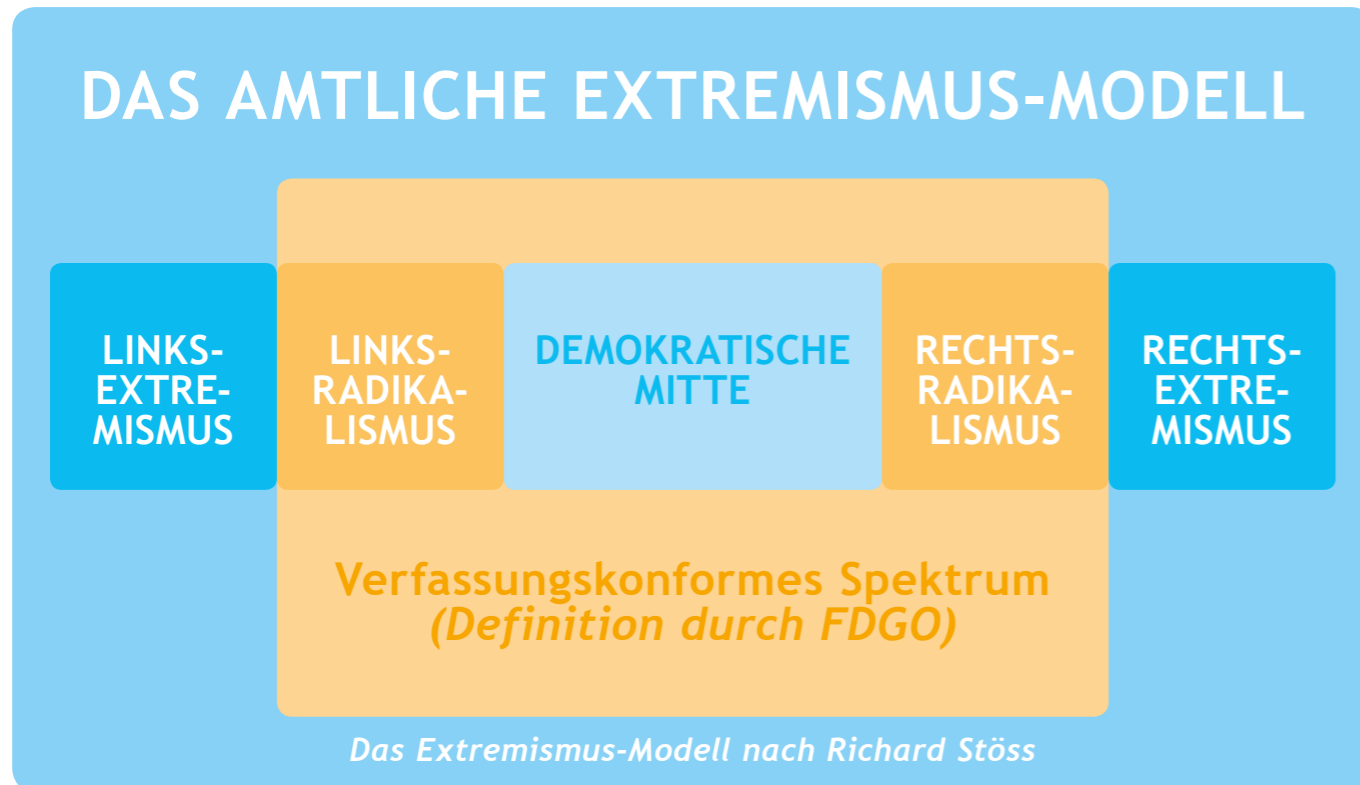 DAS AMTLICHE EXTREMISMUS-MODELL
LINKS-
EXTRE-
MISMUS
LINKS-
RADIKA-
LISMUS
DEMOKRATISCHE
MITTE
RECHTS-
RADIKA-
LISMUS
RECHTS-
EXTRE-
MISMUS
Verfassungskonformes Spektrum
(Definition durch FDGO)
Das Extremismus-Modell nach Richard Stöss